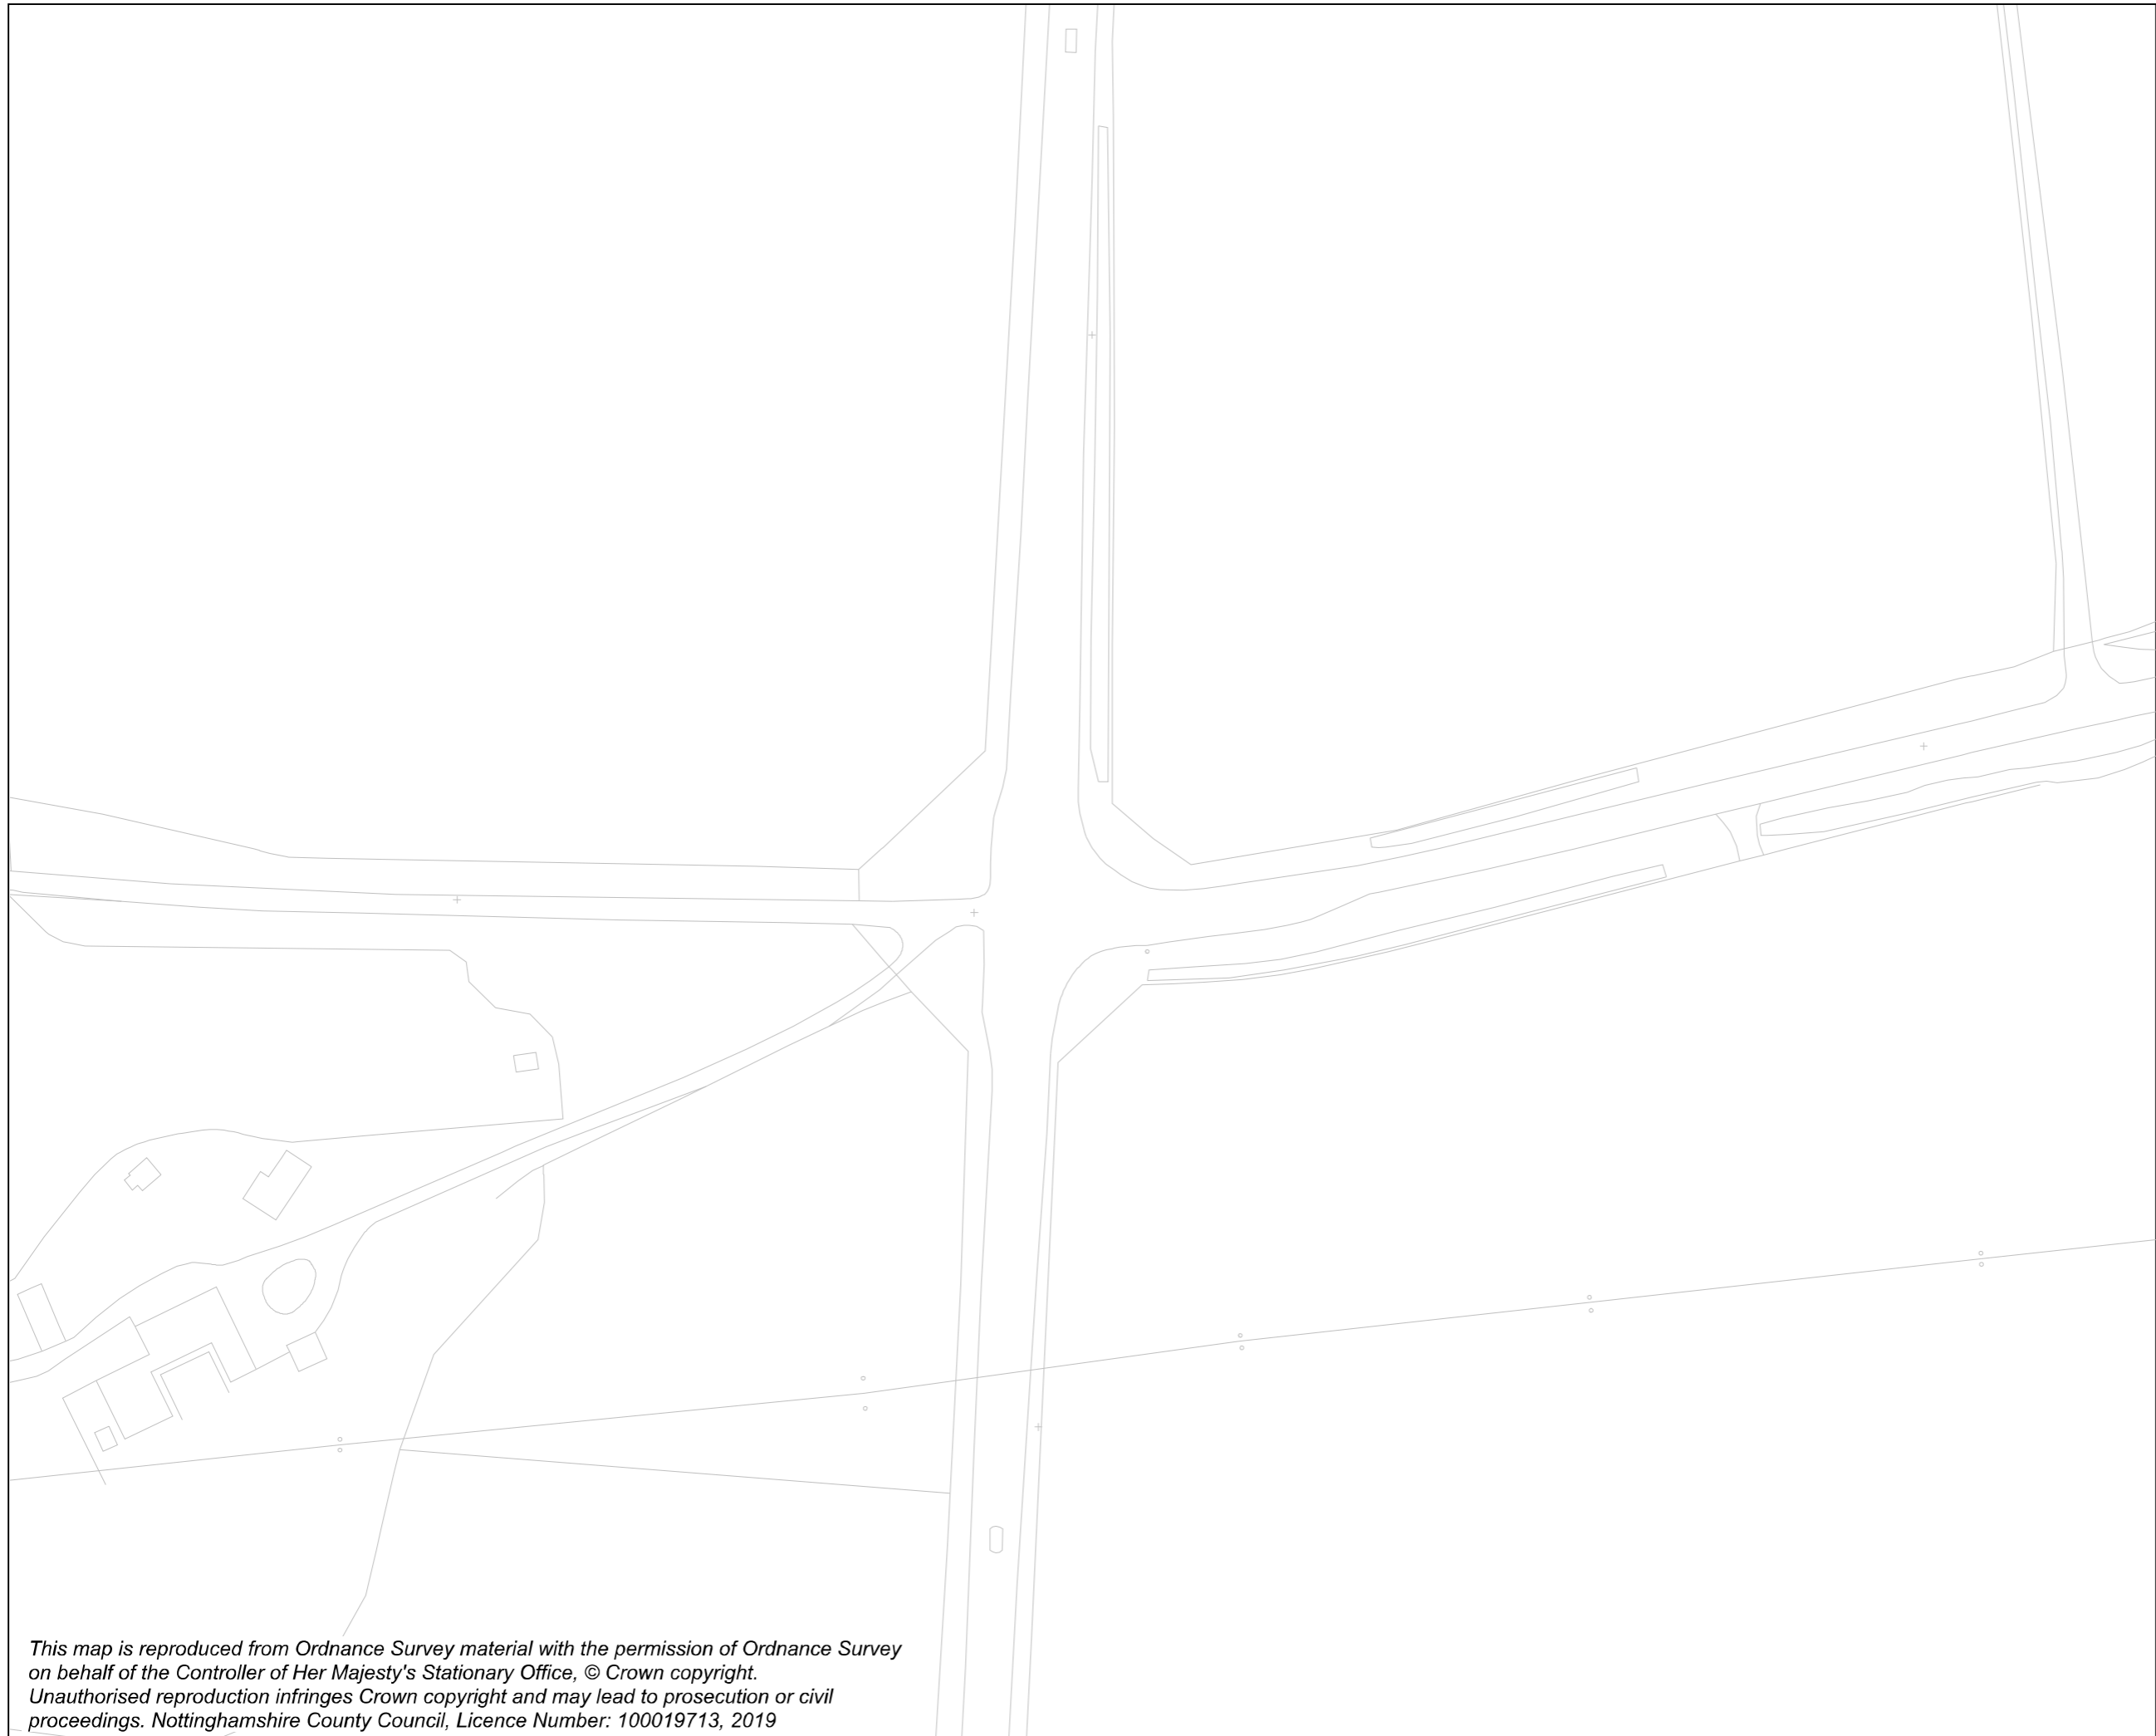 This map is reproduced from Ordnance Survey material with the permission of Ordnance Survey
on behalf of the Controller of Her Majesty's Stationary Office, © Crown copyright.
Unauthorised reproduction infringes Crown copyright and may lead to prosecution or civil
proceedings. Nottinghamshire County Council, Licence Number: 100019713, 2019